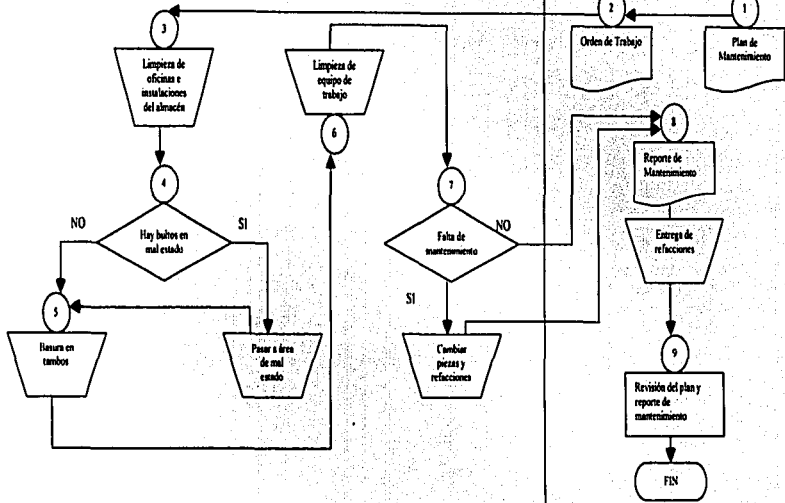 3
Limpieza de
oficinas e
instalaciones
del almacén
Limpieza de
equipo de
trabajo
6
2
Orden de Trabajo
1
Plan de
Mantenimiento
4
Hay bultos en
mal estado
NO
SI
5
Basura en
tambos
Pasar a área
de mal
estado
7
Falta de
mantenimiento
NO
SI
Cambiar
piezas y
refacciones
8
Reporte de
Mantenimiento
Entrega de
refacciones
9
Revisión del plan y
reporte de
mantenimiento
FIN